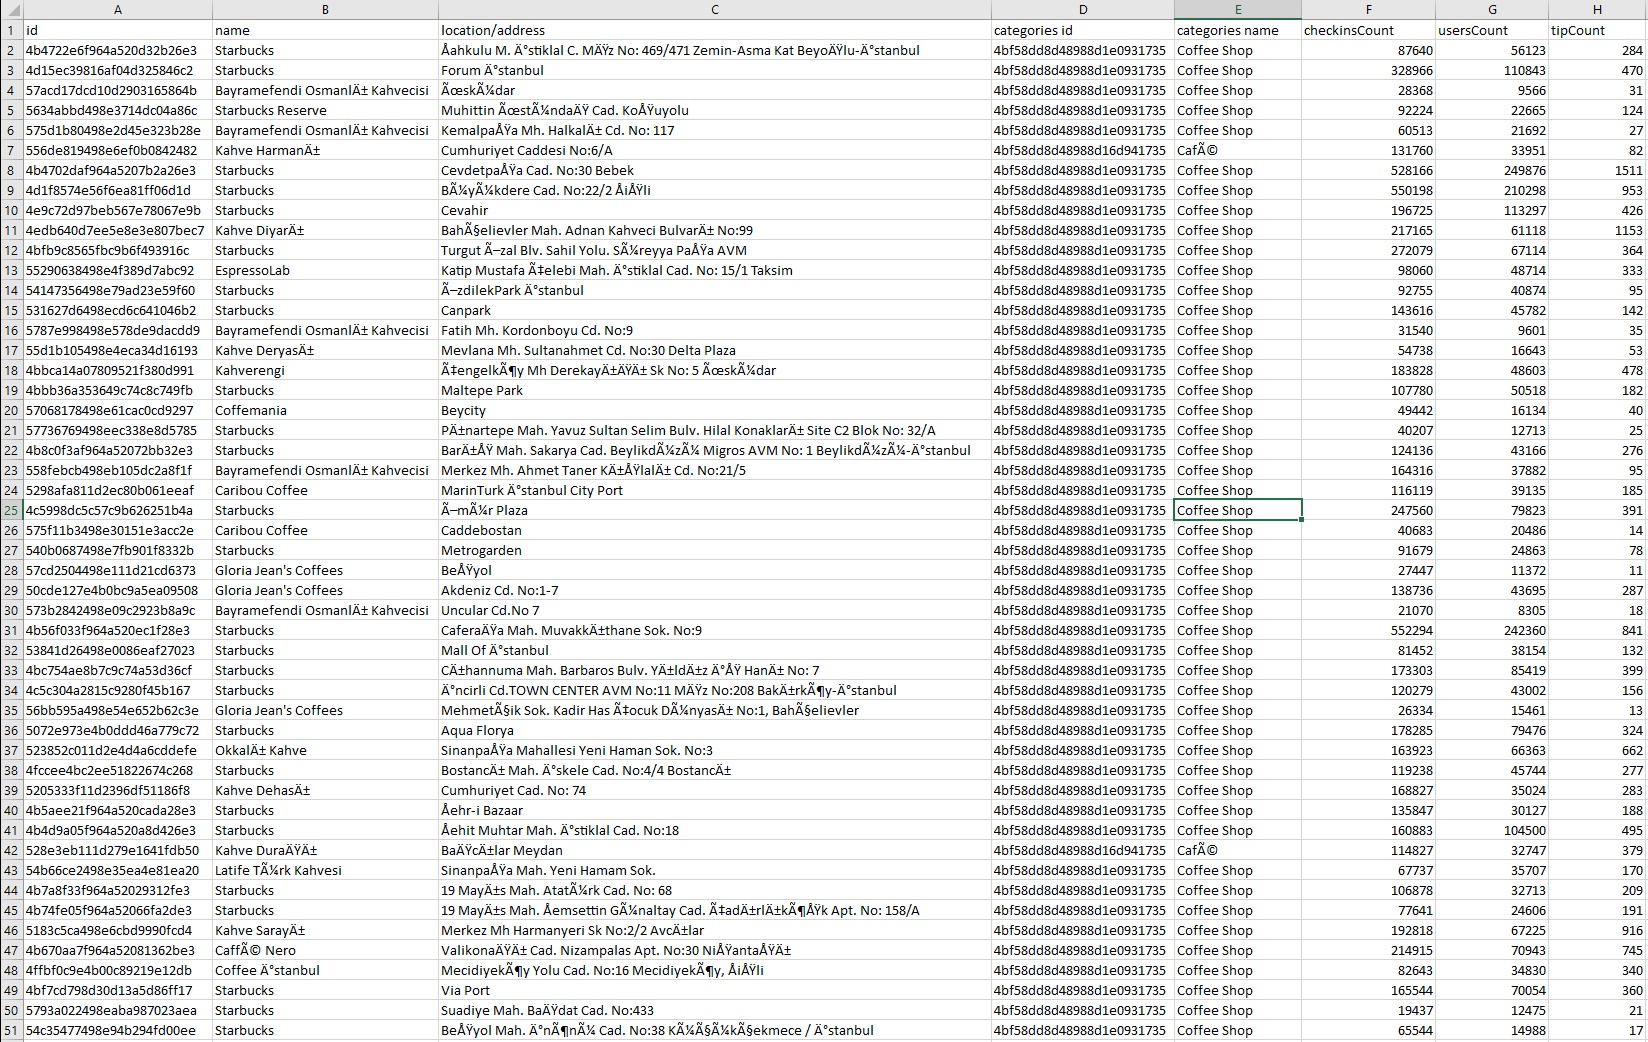 A B C D E F G H
1 id name location/address categories id categories name checkinsCount usersCount tipCount
2 4b4722e6f964a520d32b26e3 Starbucks Åahkulu M. Ä°stiklal C. MÄŸz No: 469/471 Zemin-Asma Kat BeyoÄŸlu-Ä°stanbul 4bf58dd8d48988d1e0931735 Coffee Shop 87640 56123 284
3 4d15ec39816af04d325846c2 Starbucks Forum Ä°stanbul 4bf58dd8d48988d1e0931735 Coffee Shop 328966 110843 470
4 57acd17dcd10d2903165864b Bayramefendi OsmanlÄ± Kahvecisi ÃœskÃ¼dar 4bf58dd8d48988d1e0931735 Coffee Shop 28368 9566 31
5 5634abbd498e3714dc04a86c Starbucks Reserve Muhittin ÃœstÃ¼ndaÄŸ Cad. KoÅŸuyolu 4bf58dd8d48988d1e0931735 Coffee Shop 92224 22665 124
6 575d1b80498e2d45e323b28e Bayramefendi OsmanlÄ± Kahvecisi KemalpaÅŸa Mh. HalkalÄ± Cd. No: 117 4bf58dd8d48988d1e0931735 Coffee Shop 60513 21692 27
7 556de819498e6ef0b0842482 Kahve HarmanÄ± Cumhuriyet Caddesi No:6/A 4bf58dd8d48988d16d941735 CafÃ© 131760 33951 82
8 4b4702daf964a5207b2a26e3 Starbucks CevdetpaÅŸa Cad. No:30 Bebek 4bf58dd8d48988d1e0931735 Coffee Shop 528166 249876 1511
9 4d1f8574e56f6ea81ff06d1d Starbucks BÃ¼yÃ¼kdere Cad. No:22/2 ÅiÅŸli 4bf58dd8d48988d1e0931735 Coffee Shop 550198 210298 953
10 4e9c72d97beb567e78067e9b Starbucks Cevahir 4bf58dd8d48988d1e0931735 Coffee Shop 196725 113297 426
11 4edb640d7ee5e8e3e807bec7 Kahve DiyarÄ± BahÃ§elievler Mah. Adnan Kahveci BulvarÄ± No:99 4bf58dd8d48988d1e0931735 Coffee Shop 217165 61118 1153
12 4bfb9c8565fbc9b6f493916c Starbucks Turgut Ã–zal Blv. Sahil Yolu. SÃ¼reyya PaÅŸa AVM 4bf58dd8d48988d1e0931735 Coffee Shop 272079 67114 364
13 55290638498e4f389d7abc92 EspressoLab Katip Mustafa Ã‡elebi Mah. Ä°stiklal Cad. No: 15/1 Taksim 4bf58dd8d48988d1e0931735 Coffee Shop 98060 48714 333
14 54147356498e79ad23e59f60 Starbucks Ã–zdilekPark Ä°stanbul 4bf58dd8d48988d1e0931735 Coffee Shop 92755 40874 95
15 531627d6498ecd6c641046b2 Starbucks Canpark 4bf58dd8d48988d1e0931735 Coffee Shop 143616 45782 142
16 5787e998498e578de9dacdd9 Bayramefendi OsmanlÄ± Kahvecisi Fatih Mh. Kordonboyu Cd. No:9 4bf58dd8d48988d1e0931735 Coffee Shop 31540 9601 35
17 55d1b105498e4eca34d16193 Kahve DeryasÄ± Mevlana Mh. Sultanahmet Cd. No:30 Delta Plaza 4bf58dd8d48988d1e0931735 Coffee Shop 54738 16643 53
18 4bbca14a07809521f380d991 Kahverengi Ã‡engelkÃ¶y Mh DerekayÄ±ÄŸÄ± Sk No: 5 ÃœskÃ¼dar 4bf58dd8d48988d1e0931735 Coffee Shop 183828 48603 478
19 4bbb36a353649c74c8c749fb Starbucks Maltepe Park 4bf58dd8d48988d1e0931735 Coffee Shop 107780 50518 182
20 57068178498e61cac0cd9297 Coffemania Beycity 4bf58dd8d48988d1e0931735 Coffee Shop 49442 16134 40
21 57736769498eec338e8d5785 Starbucks PÄ±nartepe Mah. Yavuz Sultan Selim Bulv. Hilal KonaklarÄ± Site C2 Blok No: 32/A 4bf58dd8d48988d1e0931735 Coffee Shop 40207 12713 25
22 4b8c0f3af964a52072bb32e3 Starbucks BarÄ±ÅŸ Mah. Sakarya Cad. BeylikdÃ¼zÃ¼ Migros AVM No: 1 BeylikdÃ¼zÃ¼-Ä°stanbul 4bf58dd8d48988d1e0931735 Coffee Shop 124136 43166 276
23 558febcb498eb105dc2a8f1f Bayramefendi OsmanlÄ± Kahvecisi Merkez Mh. Ahmet Taner KÄ±ÅŸlalÄ± Cd. No:21/5 4bf58dd8d48988d1e0931735 Coffee Shop 164316 37882 95
24 5298afa811d2ec80b061eeaf Caribou Coffee MarinTurk Ä°stanbul City Port 4bf58dd8d48988d1e0931735 Coffee Shop 116119 39135 185
25 4c5998dc5c57c9b626251b4a Starbucks Ã–mÃ¼r Plaza 4bf58dd8d48988d1e0931735 Coffee Shop 247560 79823 391
26 575f11b3498e30151e3acc2e Caribou Coffee Caddebostan 4bf58dd8d48988d1e0931735 Coffee Shop 40683 20486 14
27 540b0687498e7fb901f8332b Starbucks Metrogarden 4bf58dd8d48988d1e0931735 Coffee Shop 91679 24863 78
28 57cd2504498e111d21cd6373 Gloria Jean's Coffees BeÅŸyol 4bf58dd8d48988d1e0931735 Coffee Shop 27447 11372 11
29 50cde127e4b0bc9a5ea09508 Gloria Jean's Coffees Akdeniz Cd. No:1-7 4bf58dd8d48988d1e0931735 Coffee Shop 138736 43695 287
30 573b2842498e09c2923b8a9c Bayramefendi OsmanlÄ± Kahvecisi Uncular Cd.No 7 4bf58dd8d48988d1e0931735 Coffee Shop 21070 8305 18
31 4b56f033f964a520ec1f28e3 Starbucks CaferaÄŸa Mah. MuvakkÄ±thane Sok. No:9 4bf58dd8d48988d1e0931735 Coffee Shop 552294 242360 841
32 53841d26498e0086eaf27023 Starbucks Mall Of Ä°stanbul 4bf58dd8d48988d1e0931735 Coffee Shop 81452 38154 132
33 4bc754ae8b7c9c74a53d36cf Starbucks CÄ±hannuma Mah. Barbaros Bulv. YÄ±ldÄ±z Ä°ÅŸ HanÄ± No: 7 4bf58dd8d48988d1e0931735 Coffee Shop 173303 85419 399
34 4c5c304a2815c9280f45b167 Starbucks Ä°ncirli Cd.TOWN CENTER AVM No:11 MÄŸz No:208 BakÄ±rkÃ¶y-Ä°stanbul 4bf58dd8d48988d1e0931735 Coffee Shop 120279 43002 156
35 56bb595a498e54e652b62c3e Gloria Jean's Coffees MehmetÃ§ik Sok. Kadir Has Ã‡ocuk DÃ¼nyasÄ± No:1, BahÃ§elievler 4bf58dd8d48988d1e0931735 Coffee Shop 26334 15461 13
36 5072e973e4b0ddd46a779c72 Starbucks Aqua Florya 4bf58dd8d48988d1e0931735 Coffee Shop 178285 79476 324
37 523852c011d2e4d4a6cddefe OkkalÄ± Kahve SinanpaÅŸa Mahallesi Yeni Haman Sok. No:3 4bf58dd8d48988d1e0931735 Coffee Shop 163923 66363 662
38 4fccee4bc2ee51822674c268 Starbucks BostancÄ± Mah. Ä°skele Cad. No:4/4 BostancÄ± 4bf58dd8d48988d1e0931735 Coffee Shop 119238 45744 277
39 5205333f11d2396df51186f8 Kahve DehasÄ± Cumhuriyet Cad. No: 74 4bf58dd8d48988d1e0931735 Coffee Shop 168827 35024 283
40 4b5aee21f964a520cada28e3 Starbucks Åehr-i Bazaar 4bf58dd8d48988d1e0931735 Coffee Shop 135847 30127 188
41 4b4d9a05f964a520a8d426e3 Starbucks Åehit Muhtar Mah. Ä°stiklal Cad. No:18 4bf58dd8d48988d1e0931735 Coffee Shop 160883 104500 495
42 528e3eb111d279e1641fdb50 Kahve DuraÄŸÄ± BaÄŸcÄ±lar Meydan 4bf58dd8d48988d16d941735 CafÃ© 114827 32747 379
43 54b66ce2498e35ea4e81ea20 Latife TÃ¼rk Kahvesi SinanpaÅŸa Mah. Yeni Hamam Sok. 4bf58dd8d48988d1e0931735 Coffee Shop 67737 35707 170
44 4b7a8f33f964a52029312fe3 Starbucks 19 MayÄ±s Mah. AtatÃ¼rk Cad. No: 68 4bf58dd8d48988d1e0931735 Coffee Shop 106878 32713 209
45 4b74fe05f964a52066fa2de3 Starbucks 19 MayÄ±s Mah. Åemsettin GÃ¼naltay Cad. Ã‡adÄ±rlÄ±kÃ¶ÅŸk Apt. No: 158/A 4bf58dd8d48988d1e0931735 Coffee Shop 77641 24606 191
46 5183c5ca498e6cbd9990fcd4 Kahve SarayÄ± Merkez Mh Harmanyeri Sk No:2/2 AvcÄ±lar 4bf58dd8d48988d1e0931735 Coffee Shop 192818 67225 916
47 4b670aa7f964a52081362be3 CaffÃ© Nero ValikonaÄŸÄ± Cad. Nizampalas Apt. No:30 NiÅŸantaÅŸÄ± 4bf58dd8d48988d1e0931735 Coffee Shop 214915 70943 745
48 4ffbf0c9e4b00c89219e12db Coffee Ä°stanbul MecidiyekÃ¶y Yolu Cad. No:16 MecidiyekÃ¶y, ÅiÅŸli 4bf58dd8d48988d1e0931735 Coffee Shop 82643 34830 340
49 4bf7cd798d30d13a5d86ff17 Starbucks Via Port 4bf58dd8d48988d1e0931735 Coffee Shop 165544 70054 360
50 5793a022498eaba987023aea Starbucks Suadiye Mah. BaÄŸdat Cad. No:433 4bf58dd8d48988d1e0931735 Coffee Shop 19437 12475 21
51 54c35477498e94b294fd00ee Starbucks BeÅŸyol Mah. Ä°nÃ¶nÃ¼ Cad. No:38 KÃ¼Ã§Ã¼kÃ§ekmece / Ä°stanbul 4bf58dd8d48988d1e0931735 Coffee Shop 65544 14988 17